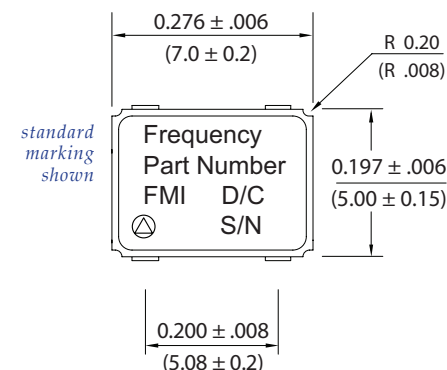 0.276 ± .006
(7.0 ± 0.2)
R 0.20
(R .008)
standard
marking
shown
Frequency
Part Number
FMI D/C
S/N
0.197 ± .006
(5.00 ± 0.15)
0.200 ± .008
(5.08 ± 0.2)